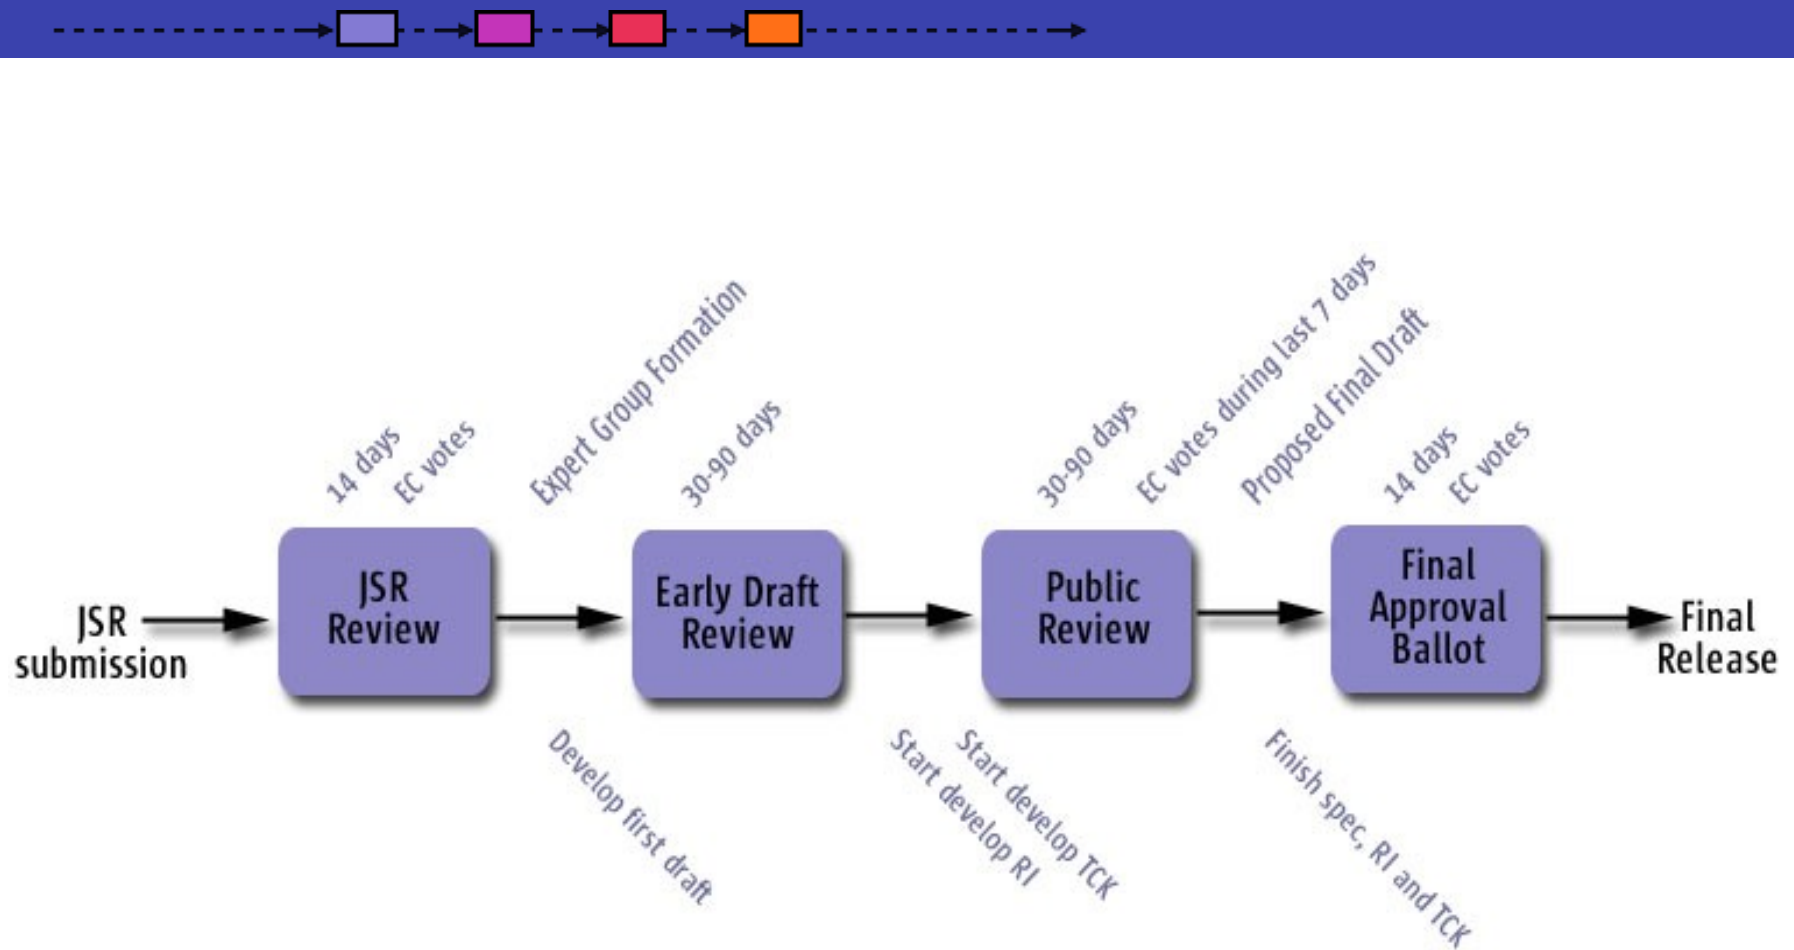 14 days
EC votes
Expert Group Formation
30-90 days
30-90 days
EC votes during last 7 days
Proposed Final Draft
14 days
EC votes
JSR
submission
JSR
Review
Early Draft
Review
Public
Review
Final
Approval
Ballot
Final
Release
Develop first draft
Start develop RI
Start develop TCK
Finish spec, RI and TCK